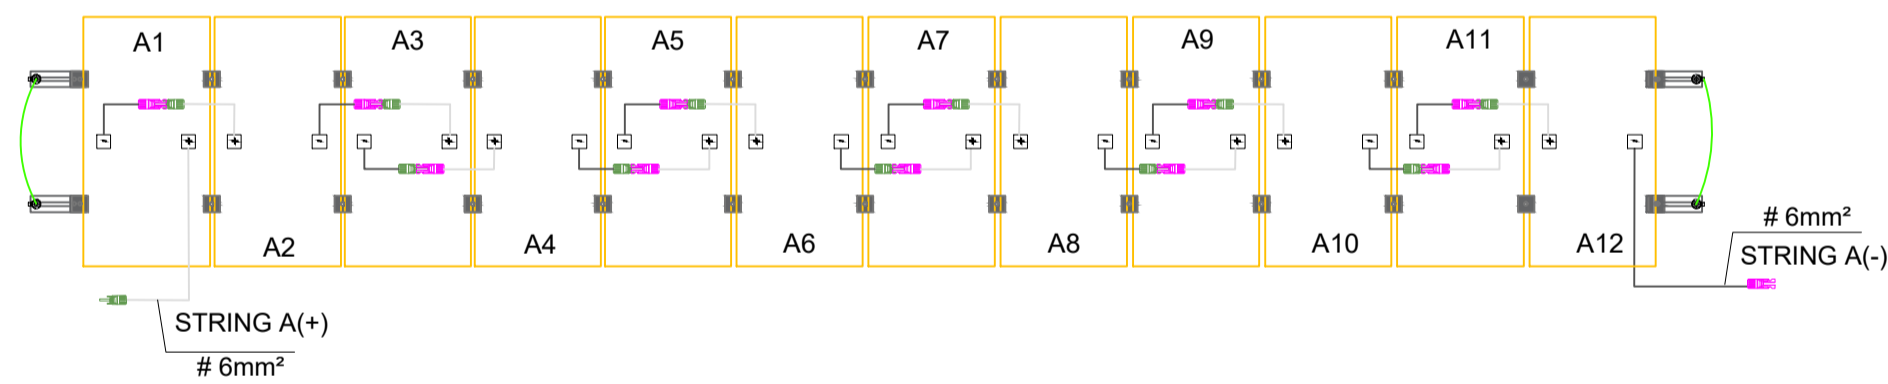 A1
A3
A5
A7
A9
A11
- + + - - + + - - + + - - + + - - + + - - + + -
A2
A4
A6
A8
A10
A12
# 6mm²
STRING A(-)
STRING A(+)
# 6mm²